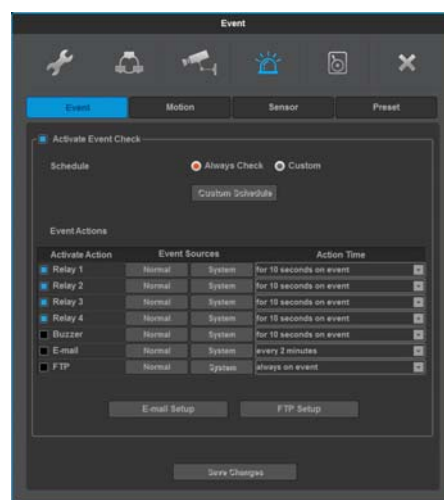 Event
Event Motion Sensor Preset
Activate Event Check
Schedule Always Check Custom
Custom Schedule
Event Actions
Activate Action Event Sources Action Time
Relay 1 Normal System for 10 seconds on event
Relay 2 Normal System for 10 seconds on event
Relay 3 Normal System for 10 seconds on event
Relay 4 Normal System for 10 seconds on event
Buzzer Normal System for 10 seconds on event
E-mail Normal System every 2 minutes
FTP Normal System always on event
E-mail Setup FTP Setup
Save Changes